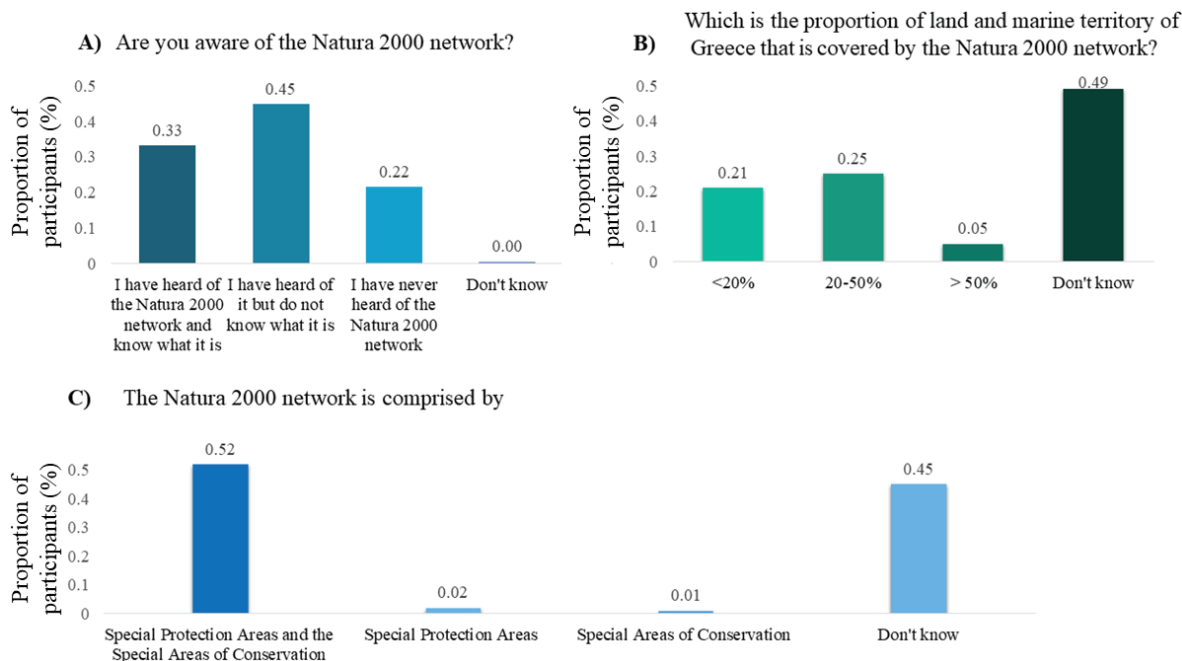 A) Are you aware of the Natura 2000 network?
Proportion of
participants (%)
0.5
0.4
0.3
0.2
0.1
0
0.33
0.45
0.22
0.00
I have heard of
the Natura 2000
network and
know what it is
I have heard of
it but do not
know what it is
I have never
heard of the
Natura 2000
network
Don't know
B)
Which is the proportion of land and marine territory of
Greece that is covered by the Natura 2000 network?
Proportion of
participants (%)
0.5
0.4
0.3
0.2
0.1
0
0.21
0.25
0.05
0.49
<20%
20-50%
> 50%
Don't know
C) The Natura 2000 network is comprised by
Proportion of
participants (%)
0.5
0.4
0.3
0.2
0.1
0
0.52
0.02
0.01
0.45
Special Protection Areas and the
Special Areas of Conservation
Special Protection Areas
Special Areas of Conservation
Don't know